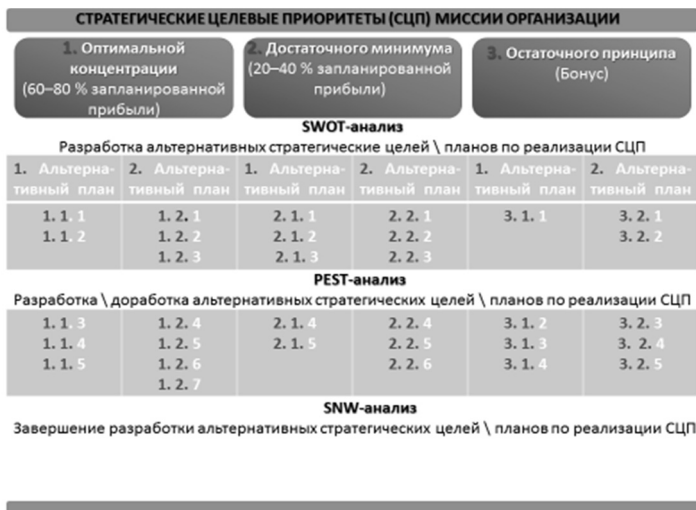 СТРАТЕГИЧЕСКИЕ ЦЕЛЕВЫЕ ПРИОРИТЕТЫ (СЦП) МИССИИ ОРГАНИЗАЦИИ
1. Оптимальной концентрации
(60–80 % запланированной прибыли)
2. Достаточного минимума
(20–40 % запланированной прибыли)
3. Остаточного принципа
(Бонус)
SWOT-анализ
Разработка альтернативных стратегические целей \ планов по реализации СЦП
1. Альтерна- 2. Альтерна- 1. Альтерна- 2. Альтерна- 1. Альтерна- 2. Альтерна-
тивный план тивный план тивный план тивный план тивный план тивный план
1. 1. 1 1. 2. 1 2. 1. 1 2. 2. 1 3. 1. 1 3. 2. 1
1. 1. 2 1. 2. 2 2. 1. 2 2. 2. 2 3. 2. 2
1. 2. 3 2. 1. 3 2. 2. 3
PEST-анализ
Разработка \ доработка альтернативных стратегических целей \ планов по реализации СЦП
1. 1. 3 1. 2. 4 2. 1. 4 2. 2. 4 3. 1. 2 3. 2. 3
1. 1. 4 1. 2. 5 2. 1. 5 2. 2. 5 3. 1. 3 3. 2. 4
1. 1. 5 1. 2. 6 2. 2. 6 3. 1. 4 3. 2. 5
1. 2. 7
SNW-анализ
Завершение разработки альтернативных стратегических целей \ планов по реализации СЦП